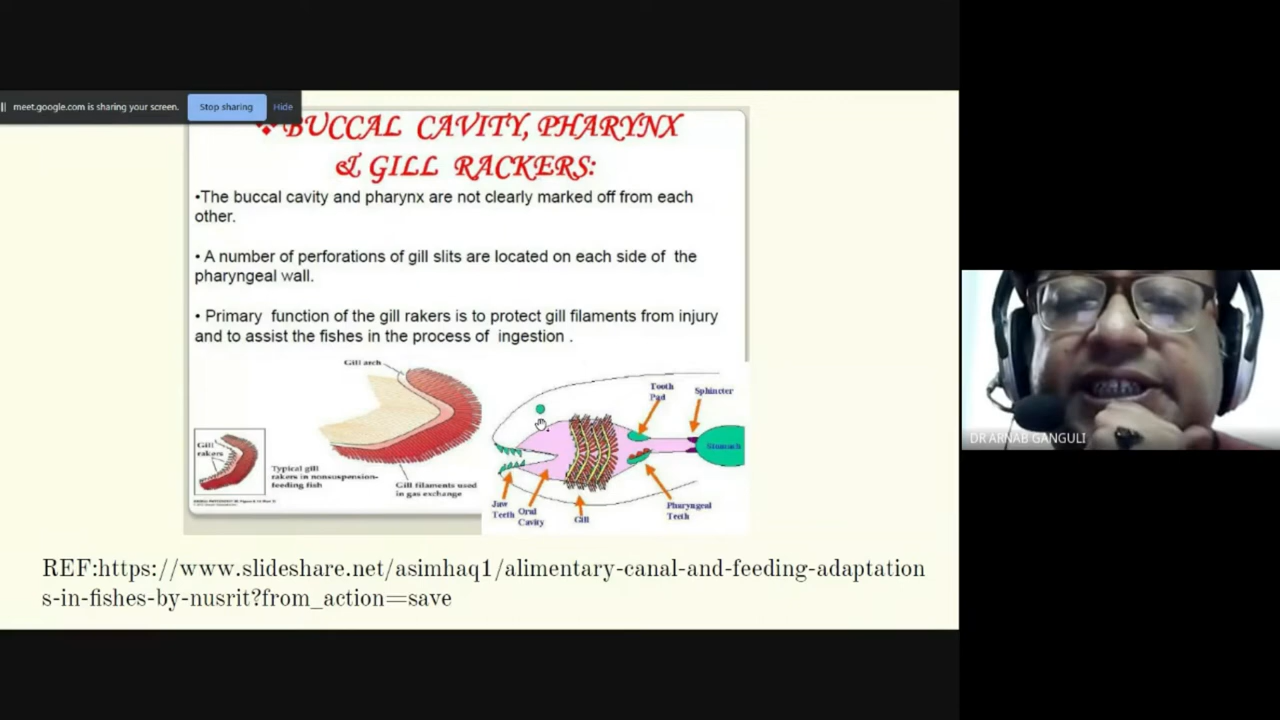 meet.google.com is sharing your screen.
Stop sharing
Hide
❖BUCCAL CAVITY, PHARYNX
& GILL RACKERS:
•The buccal cavity and pharynx are not clearly marked off from each
other.
• A number of perforations of gill slits are located on each side of the
pharyngeal wall.
• Primary function of the gill rakers is to protect gill filaments from injury
and to assist the fishes in the process of ingestion .
Gill arch
Gill
rakers
Typical gill
rakers in nonsuspension-
feeding fish
Gill filaments used
in gas exchange
Tooth
Pad
Sphincter
Stomach
Jaw
Teeth
Oral
Cavity
Gill
Pharyngeal
Teeth
DR ARNAB GANGULI
REF:https://www.slideshare.net/asimhaq1/alimentary-canal-and-feeding-adaptation
s-in-fishes-by-nusrit?from_action=save